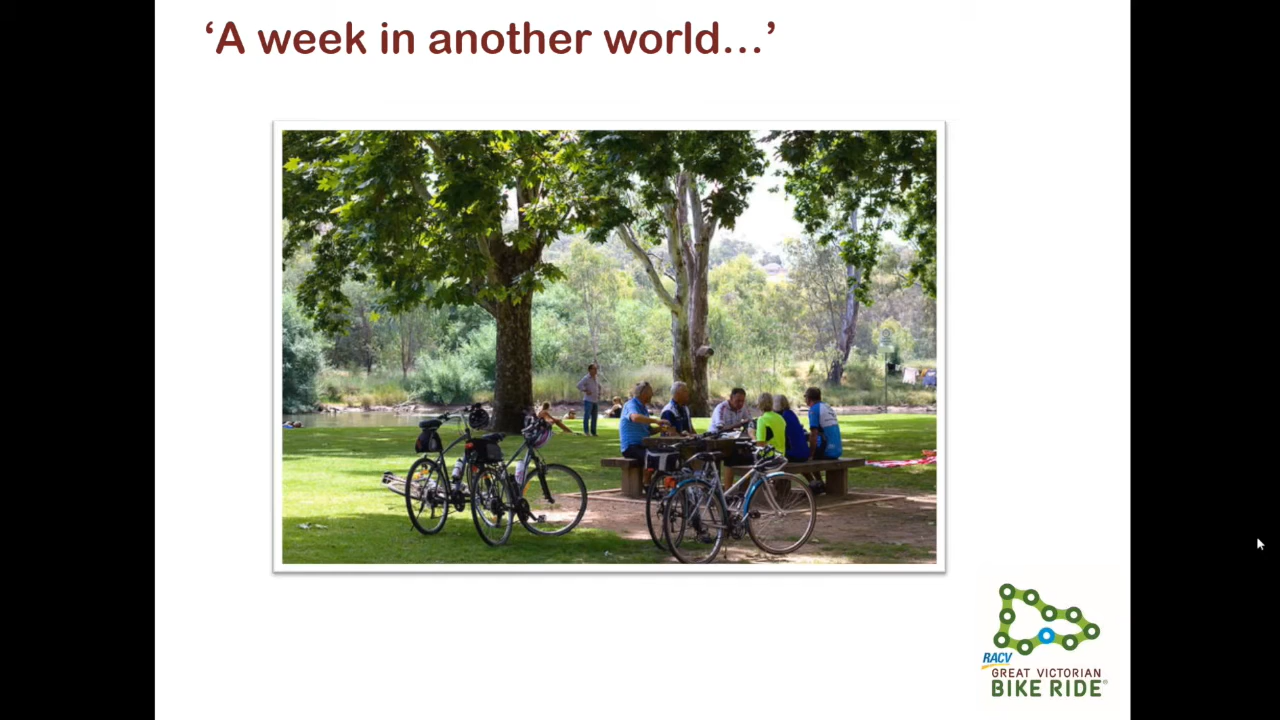 ‘A week in another world...’
RACV
GREAT VICTORIAN
BIKE RIDE®